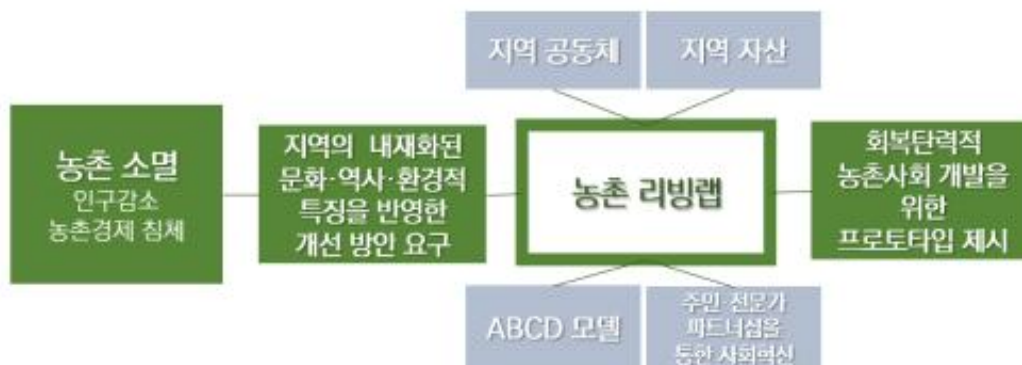 지역 공동체
지역 자산
농촌 소멸
인구감소
농촌경제 침체
지역의 내재화된
문화·역사·환경적
특징을 반영한
개선 방안 요구
농촌 리빙랩
회복탄력적
농촌사회 개발을
위한
프로토타입 제시
ABCD 모델
주민 전문가
파트너십을
통한 사회혁신